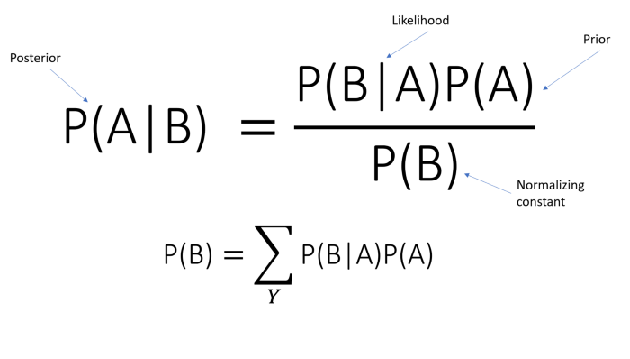 Likelihood
Prior
Posterior
P(A|B) = P(B|A)P(A)
P(B)
Normalizing
constant
P(B) = ∑ P(B|A)P(A)
Y